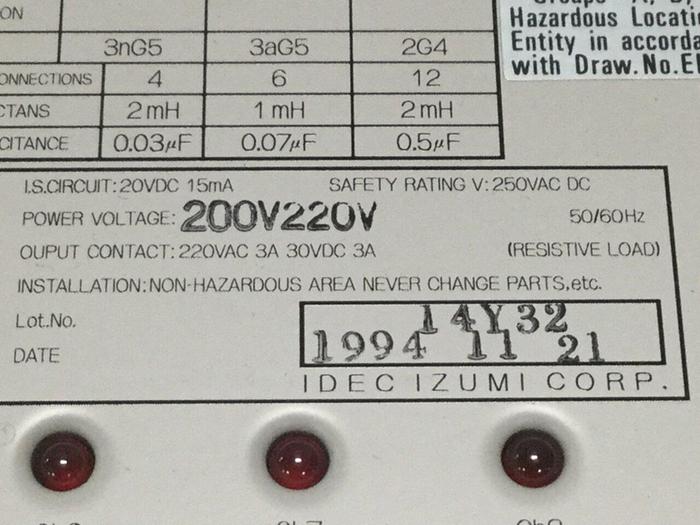 ON
3nG5 3aG5 2G4
ONNECTIONS 4 6 12
CTANS 2mH 1mH 2mH
CITANCE 0.03μF 0.07μF 0.5μF
Hazardous Locati
Entity in accorda
with Draw.No.E
I.S.CIRCUIT:20VDC 15mA SAFETY RATING V:250VAC DC
POWER VOLTAGE:200V220V 50/60Hz
OUPUT CONTACT:220VAC 3A 30VDC 3A (RESISTIVE LOAD)
INSTALLATION:NON-HAZARDOUS AREA NEVER CHANGE PARTS,etc.
Lot.No. 14Y32
DATE 1994 11 21
IDEC IZUMI CORP.